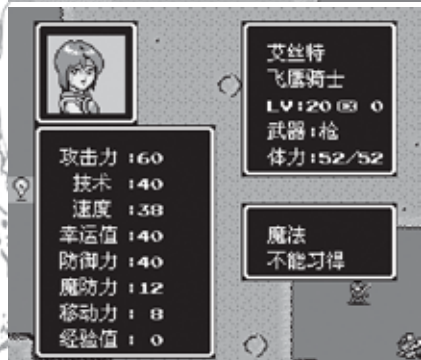 艾丝特
飞鹰骑士
LV:20 EX 0
武器:枪
体力:52/52
攻击力:60
技术:40
速度:38
幸运值:40
防御力:40
魔防力:12
移动力: 8
经验值: 0
魔法
不能习得